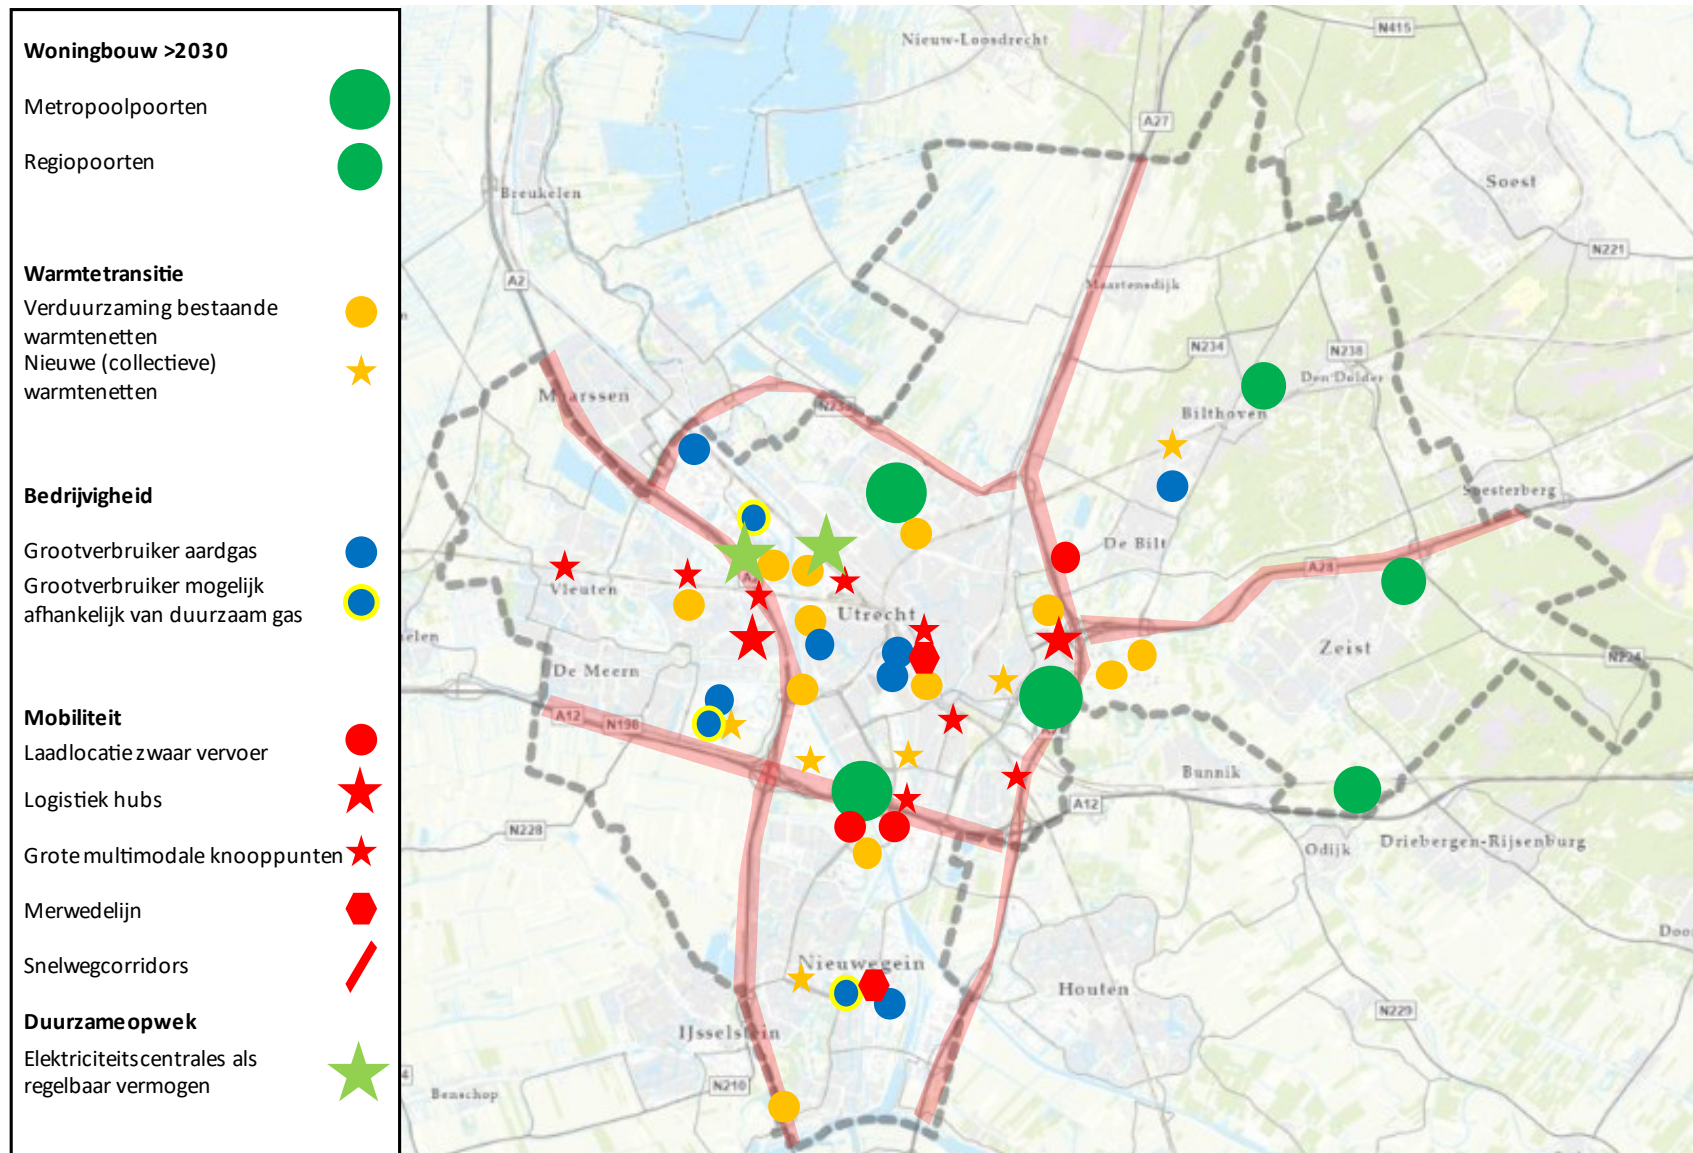 Woningbouw >2030
Metropoolpoorten
Regiopoorten
Warmtetransitie
Verduurzaming bestaande
warmtenetten
Nieuwe (collectieve)
warmtenetten
Bedrijvigheid
Grootverbruiker aardgas
Grootverbruiker mogelijk
afhankelijk van duurzaam gas
Mobiliteit
Laadlocatie zwaar vervoer
Logistiek hubs
Grote multimodale knooppunten
Merwedelijn
Snelwegcorridors
Duurzame opwek
Elektriciteitscentrales als
regelbaar vermogen
Nieuw-Loosdrecht
N415
A27
Soest
Breukelen
N221
A2
Maartensdijk
N234
N238
Den Dolder
Maarssen
Bilthoven
Soesterberg
De Bilt
A28
Vleuten
Utrecht
Zeist
N224
De Meern
A12
N198
Bunnik
A12
N228
Odijk
Driebergen-Rijsenburg
Nieuwegein
Houten
N229
IJsselstein
N210
Benschop